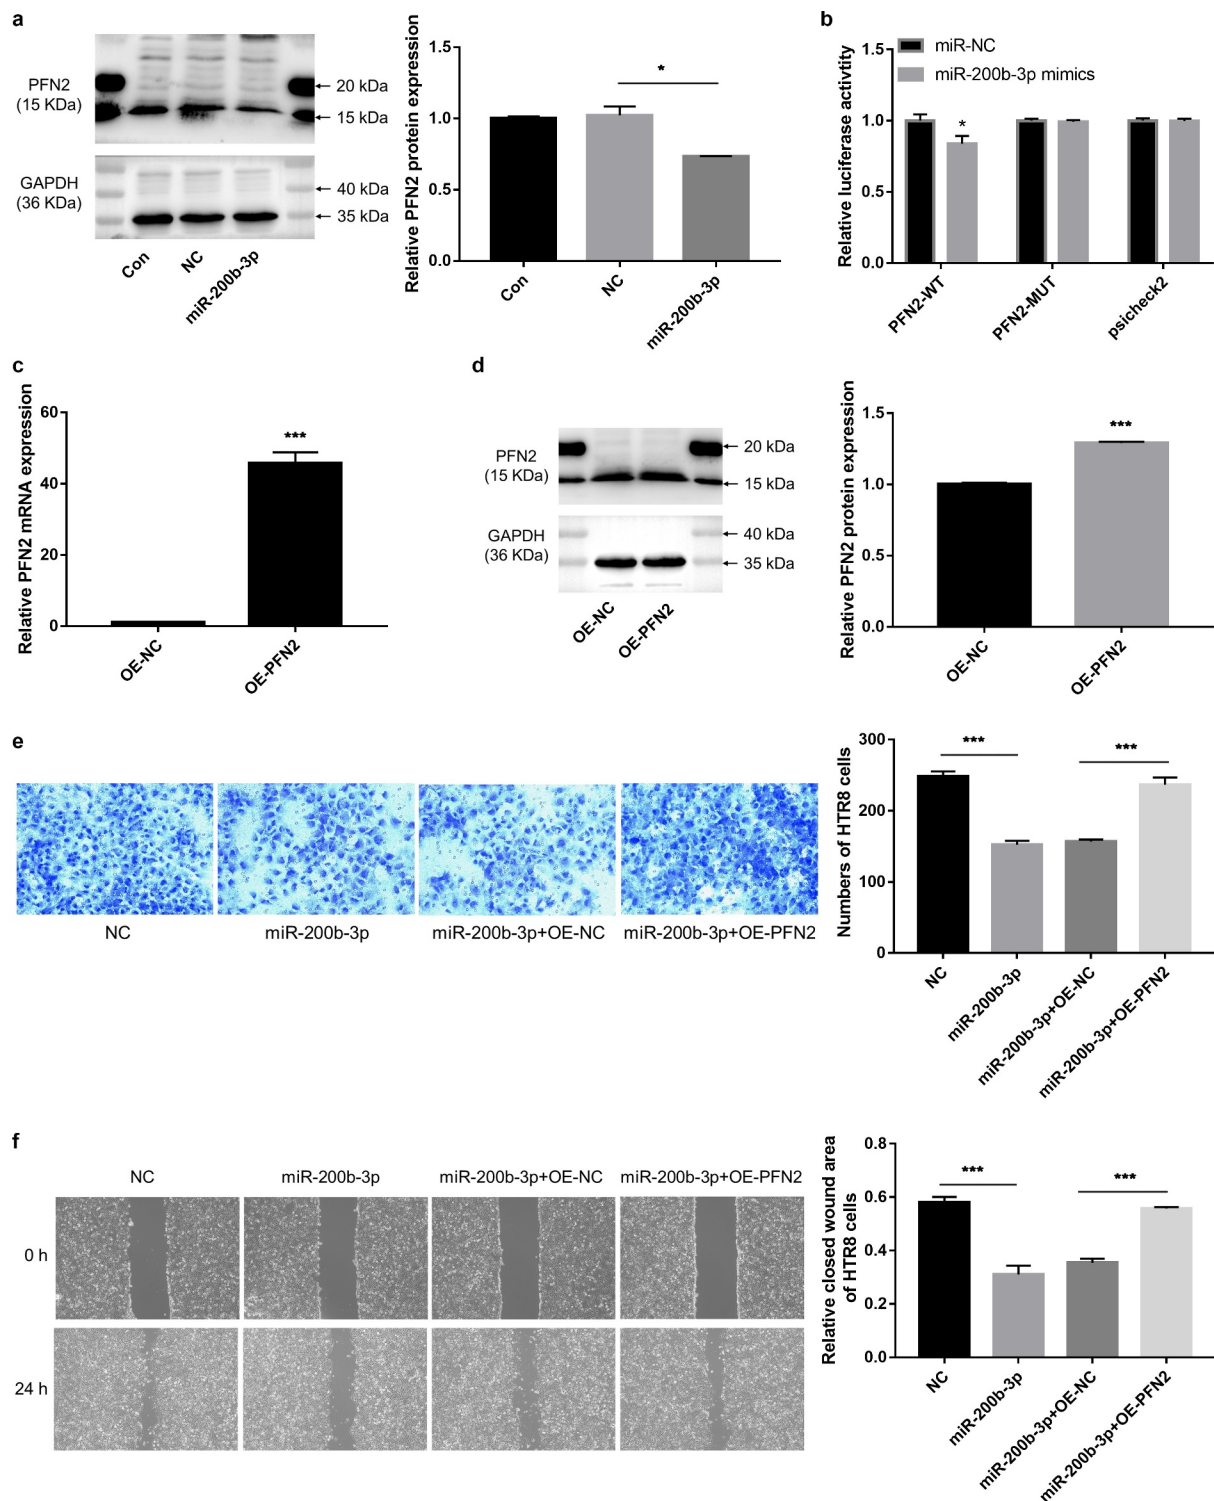 a
PFN2
(15 KDa)
20 kDa
15 kDa
GAPDH
(36 KDa)
40 kDa
35 kDa
Con
NC
miR-200b-3p
Relative PFN2 protein expression
1.5
1.0
0.5
0.0
*
Con
NC
miR-200b-3p
b
miR-NC
miR-200b-3p mimics
Relative luciferase activtity
1.5
1.0
0.5
0.0
*
PFN2-WT
PFN2-MUT
psicheck2
c
Relative PFN2 mRNA expression
60
40
20
0
***
OE-NC
OE-PFN2
d
PFN2
(15 KDa)
20 kDa
15 kDa
GAPDH
(36 KDa)
40 kDa
35 kDa
OE-NC
OE-PFN2
Relative PFN2 protein expression
1.5
1.0
0.5
0.0
***
OE-NC
OE-PFN2
e
NC
miR-200b-3p
miR-200b-3p+OE-NC
miR-200b-3p+OE-PFN2
Numbers of HTR8 cells
300
200
100
0
***
***
NC
miR-200b-3p
miR-200b-3p+OE-NC
miR-200b-3p+OE-PFN2
f
NC
miR-200b-3p
miR-200b-3p+OE-NC
miR-200b-3p+OE-PFN2
0 h
24 h
Relative closed wound area
of HTR8 cells
0.8
0.6
0.4
0.2
0.0
***
***
NC
miR-200b-3p
miR-200b-3p+OE-NC
miR-200b-3p+OE-PFN2